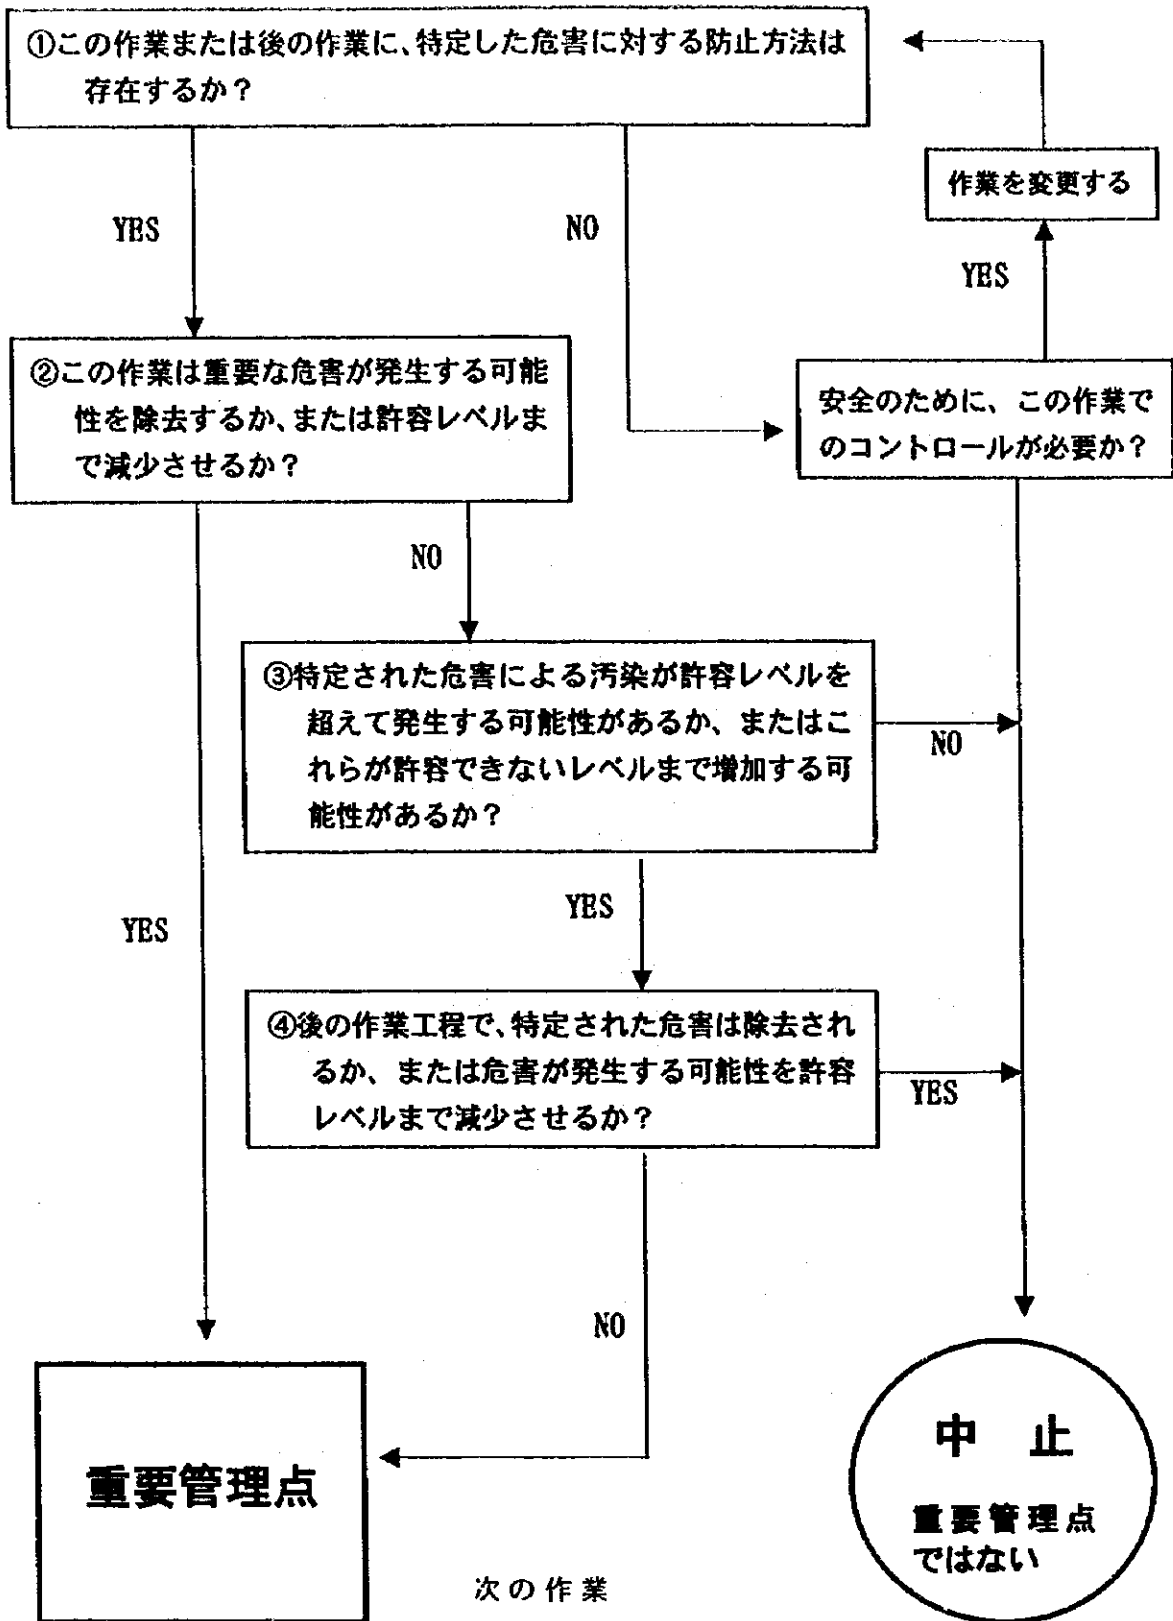 ①この作業または後の作業に、特定した危害に対する防止方法は
存在するか？
作業を変更する
YES
NO
YES
②この作業は重要な危害が発生する可能
性を除去するか、または許容レベルま
で減少させるか？
安全のために、この作業で
のコントロールが必要か？
NO
③特定された危害による汚染が許容レベルを
超えて発生する可能性があるか、またはこ
れらが許容できないレベルまで増加する可
能性があるか？
NO
YES
YES
④後の作業工程で、特定された危害は除去され
るか、または危害が発生する可能性を許容
レベルまで減少させるか？
YES
NO
重要管理点
中 止
重要管理点
ではない
次の作業